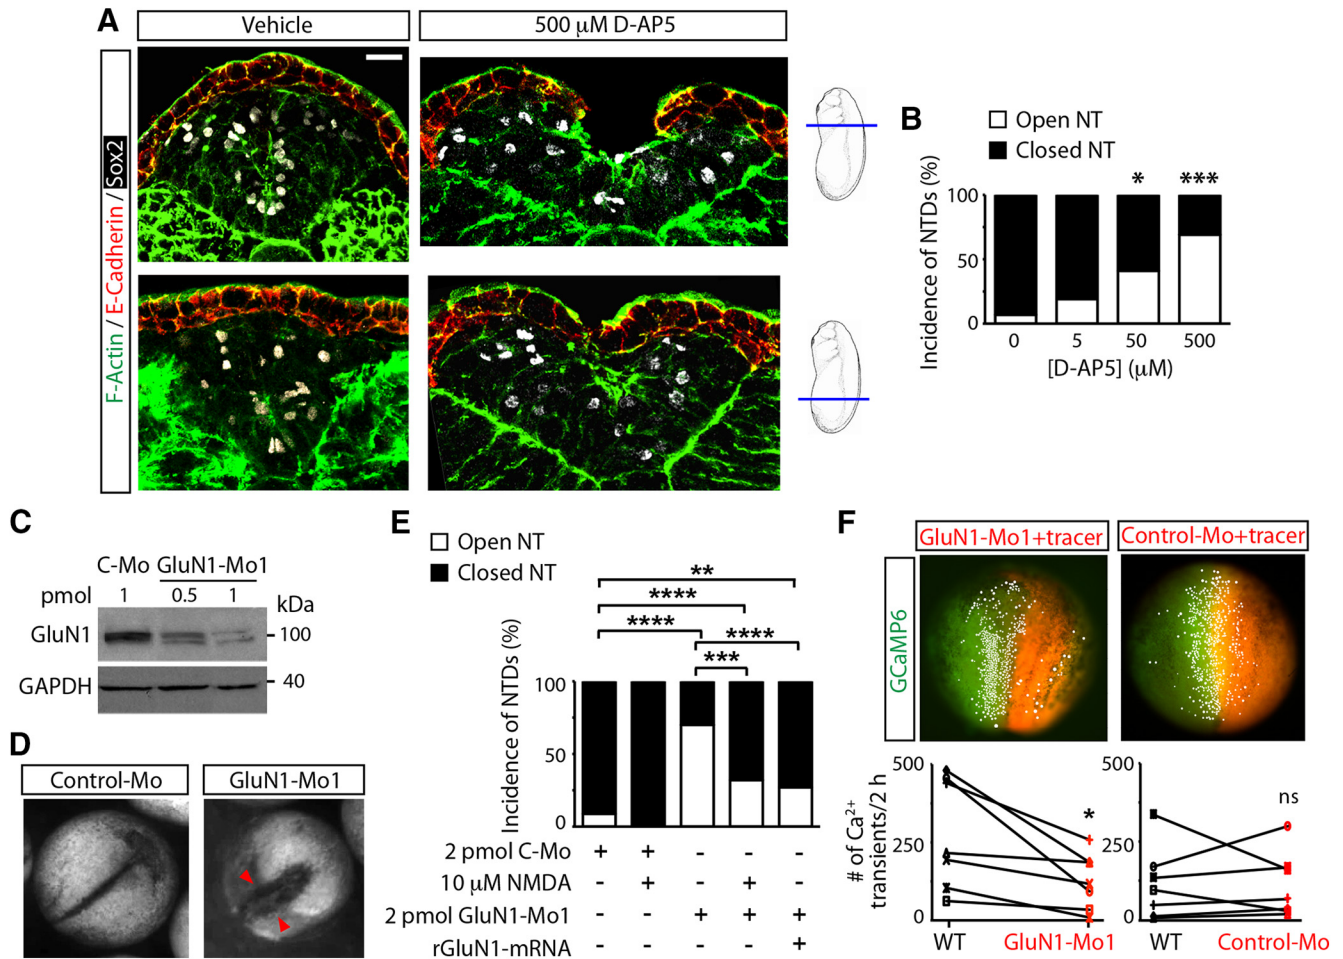 A
Vehicle
500 μM D-AP5
F-Actin / E-Cadherin / Sox2
B
Open NT
Closed NT
Incidence of NTDs (%)
100
50
0
* ***
0 5 50 500
[D-AP5] (μM)
C
C-Mo GluN1-Mo1
pmol 1 0.5 1 kDa
GluN1 100
GAPDH 40
D
Control-Mo
GluN1-Mo1
E
Open NT
Closed NT
**
****
**** ****
***
Incidence of NTDs (%)
100
50
0
2 pmol C-Mo + + - - -
10 μM NMDA - + - + -
2 pmol GluN1-Mo1 - - + + +
rGluN1-mRNA - - - - +
F
GluN1-Mo1+tracer
Control-Mo+tracer
GCaMP6
# of Ca2+
transients/2 h
500
250
0
*
WT GluN1-Mo1
500
250
0
ns
WT Control-Mo